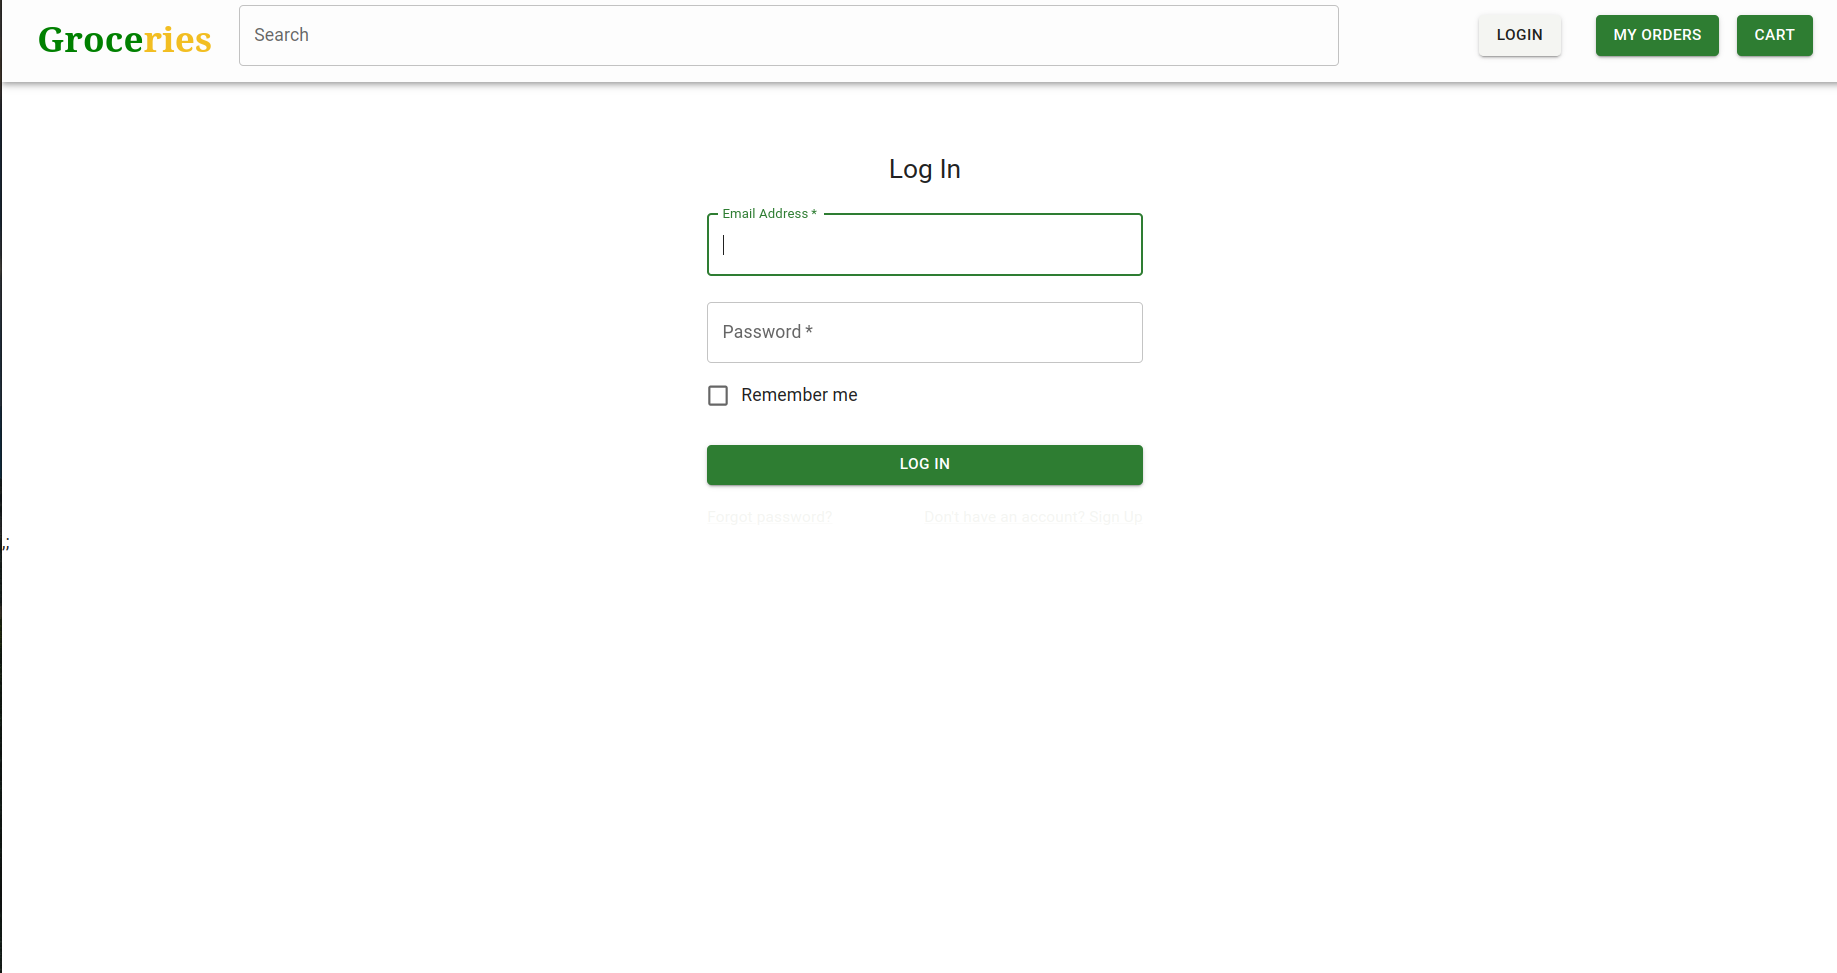 Groceries
Search
LOGIN
MY ORDERS
CART
Log In
Email Address *
Password *
Remember me
LOG IN
Forgot password?
Don't have an account? Sign Up
,;